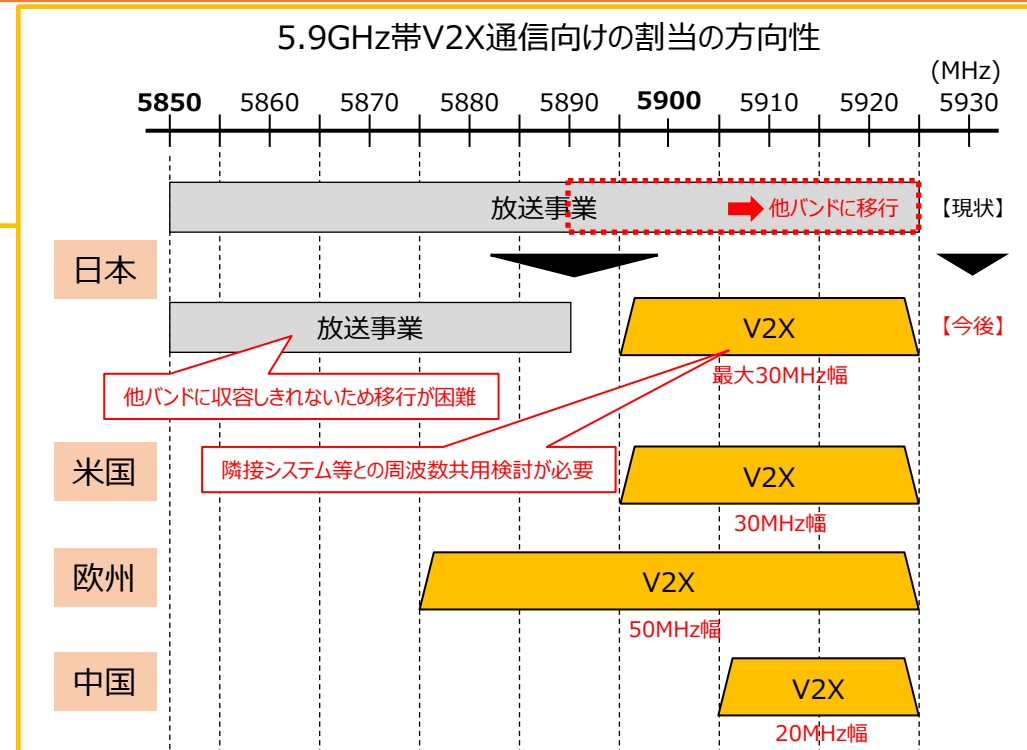 5.9GHz帯V2X通信向けの割当の方向性
(MHz)
5850 5860 5870 5880 5890 5900 5910 5920 5930
放送事業 他バンドに移行 【現状】
日本
放送事業 V2X 【今後】
最大30MHz幅
他バンドに収容しきれないため移行が困難
隣接システム等との周波数共用検討が必要
米国 V2X
30MHz幅
欧州 V2X
50MHz幅
中国 V2X
20MHz幅